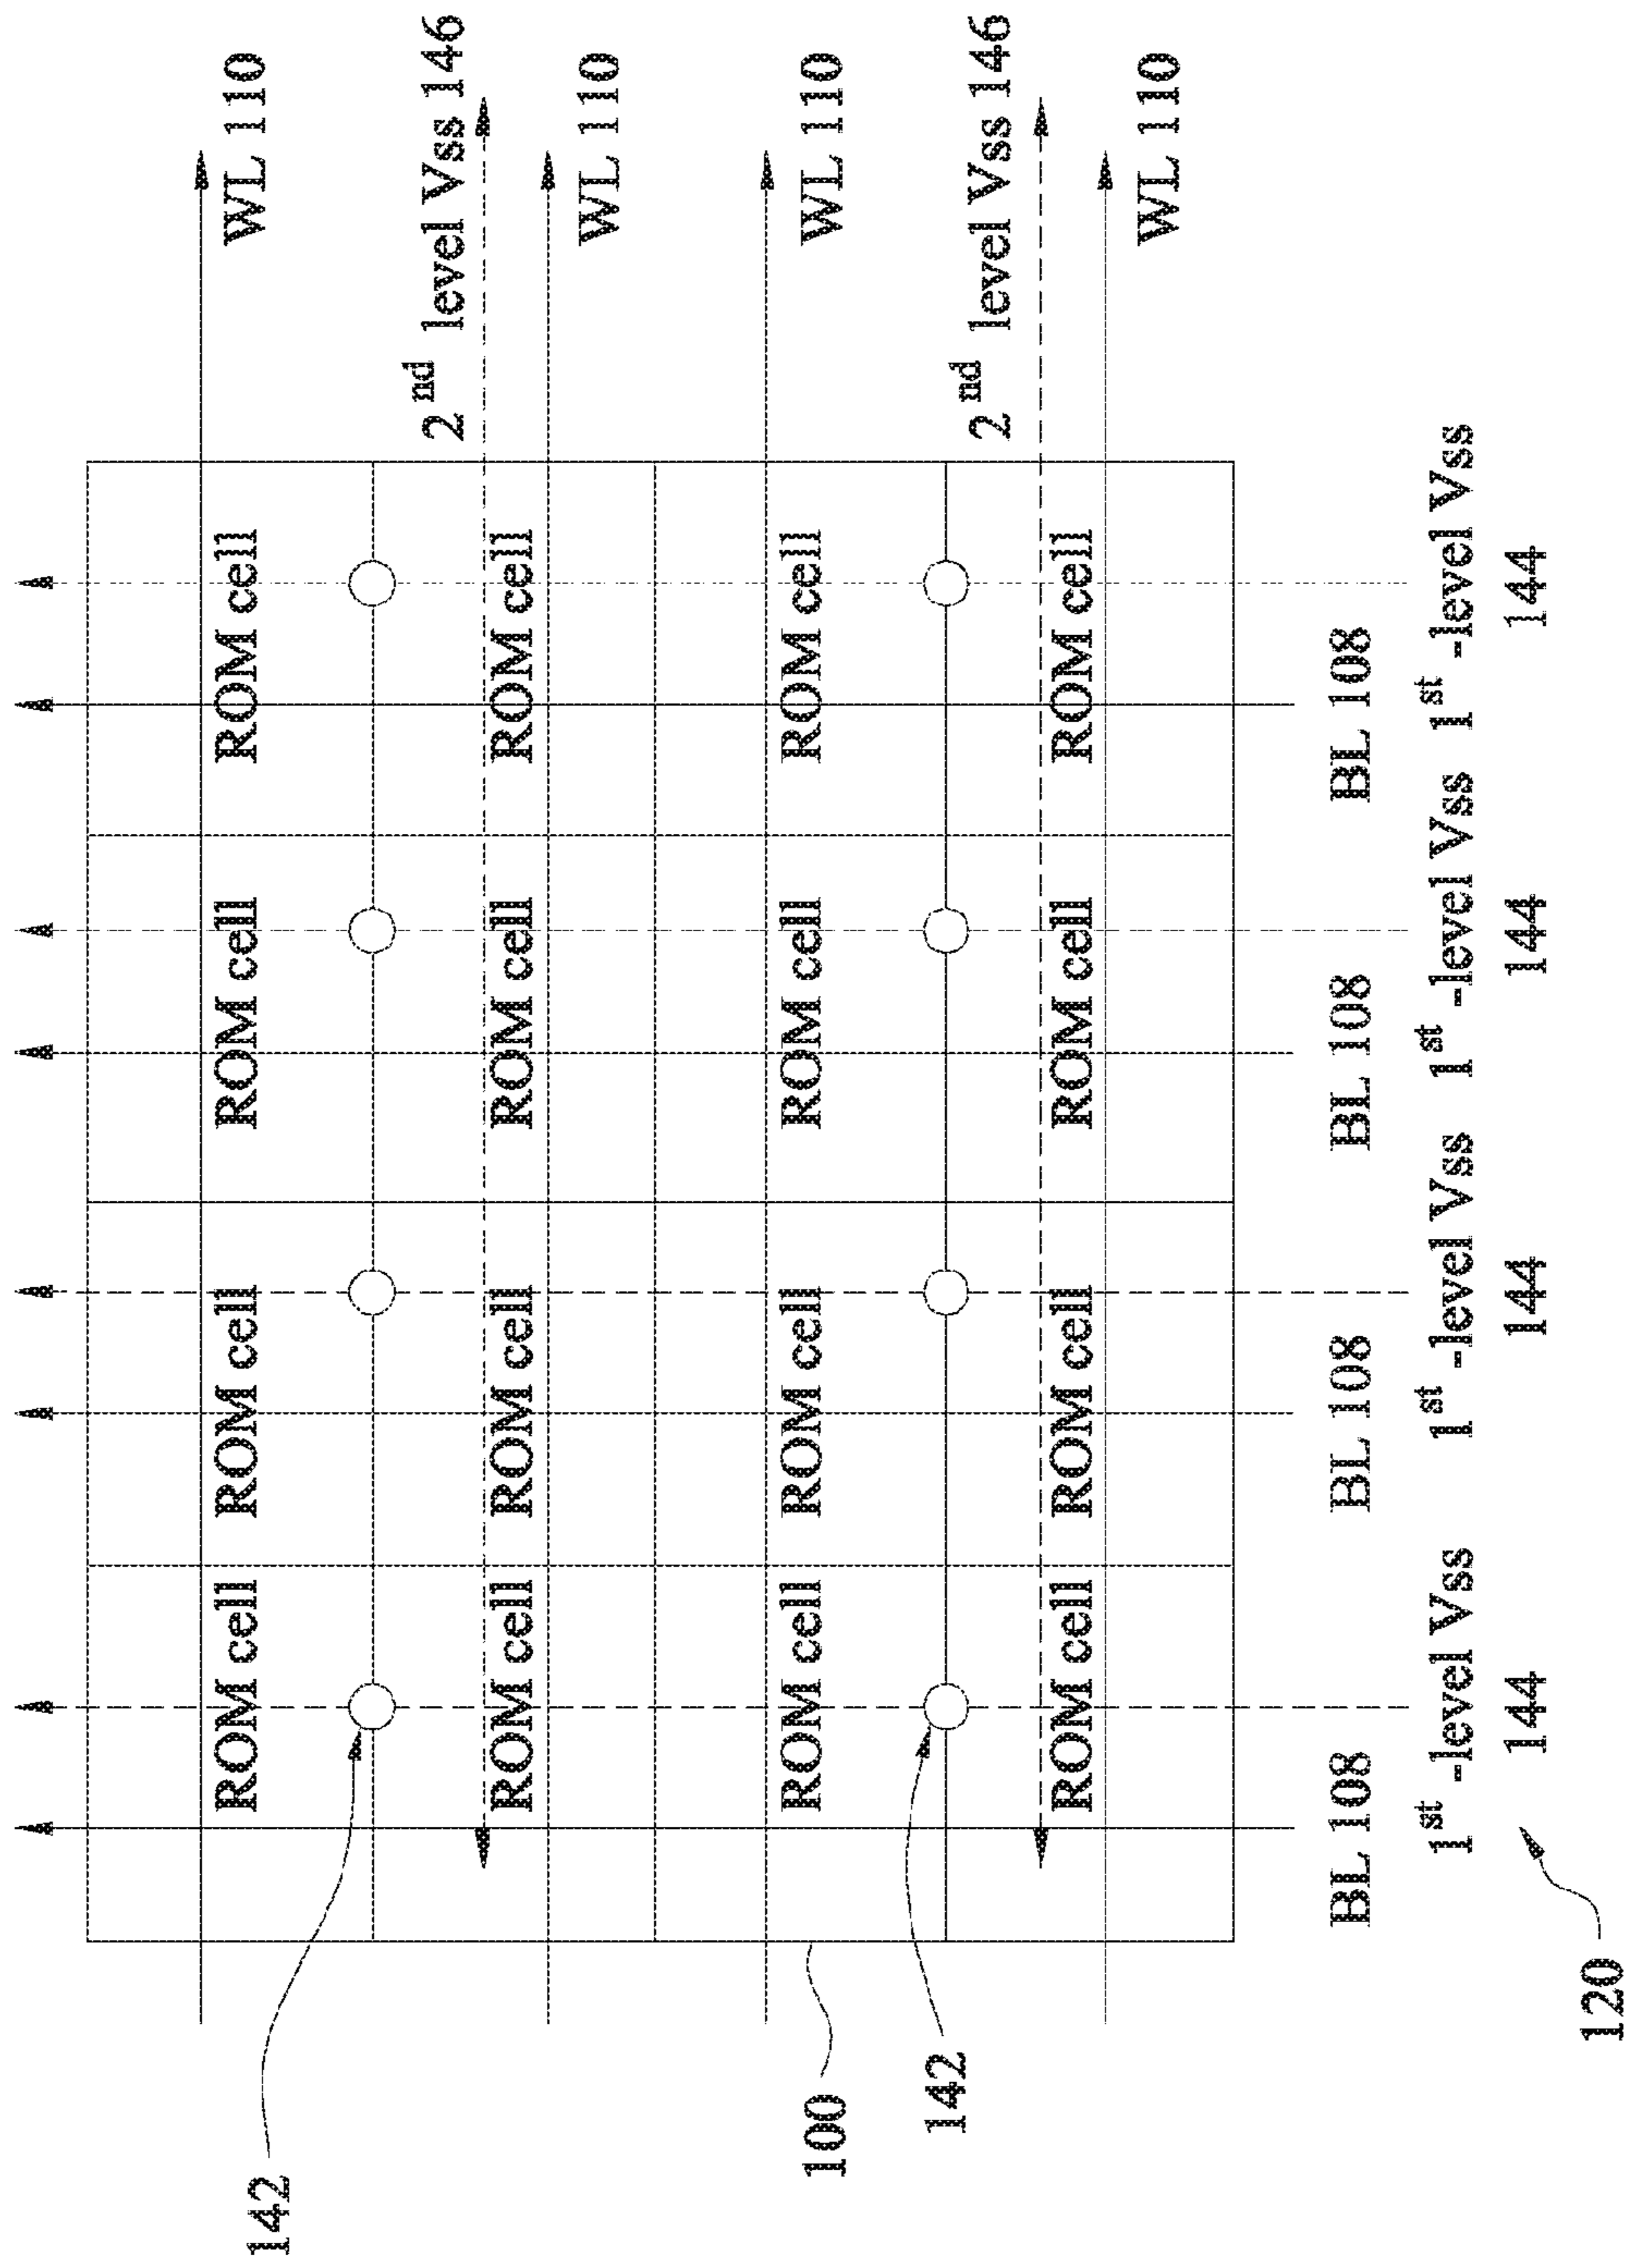 142 ROM cell ROM cell ROM cell ROM cell WL 110
2nd level Vss 146
ROM cell ROM cell ROM cell ROM cell
WL 110
100 ROM cell ROM cell ROM cell ROM cell WL 110
142
2nd level Vss 146
ROM cell ROM cell ROM cell ROM cell
WL 110
BL 108 BL 108 BL 108 BL 108
1st -level Vss 1st -level Vss 1st -level Vss 1st -level Vss
144 144 144 144
120